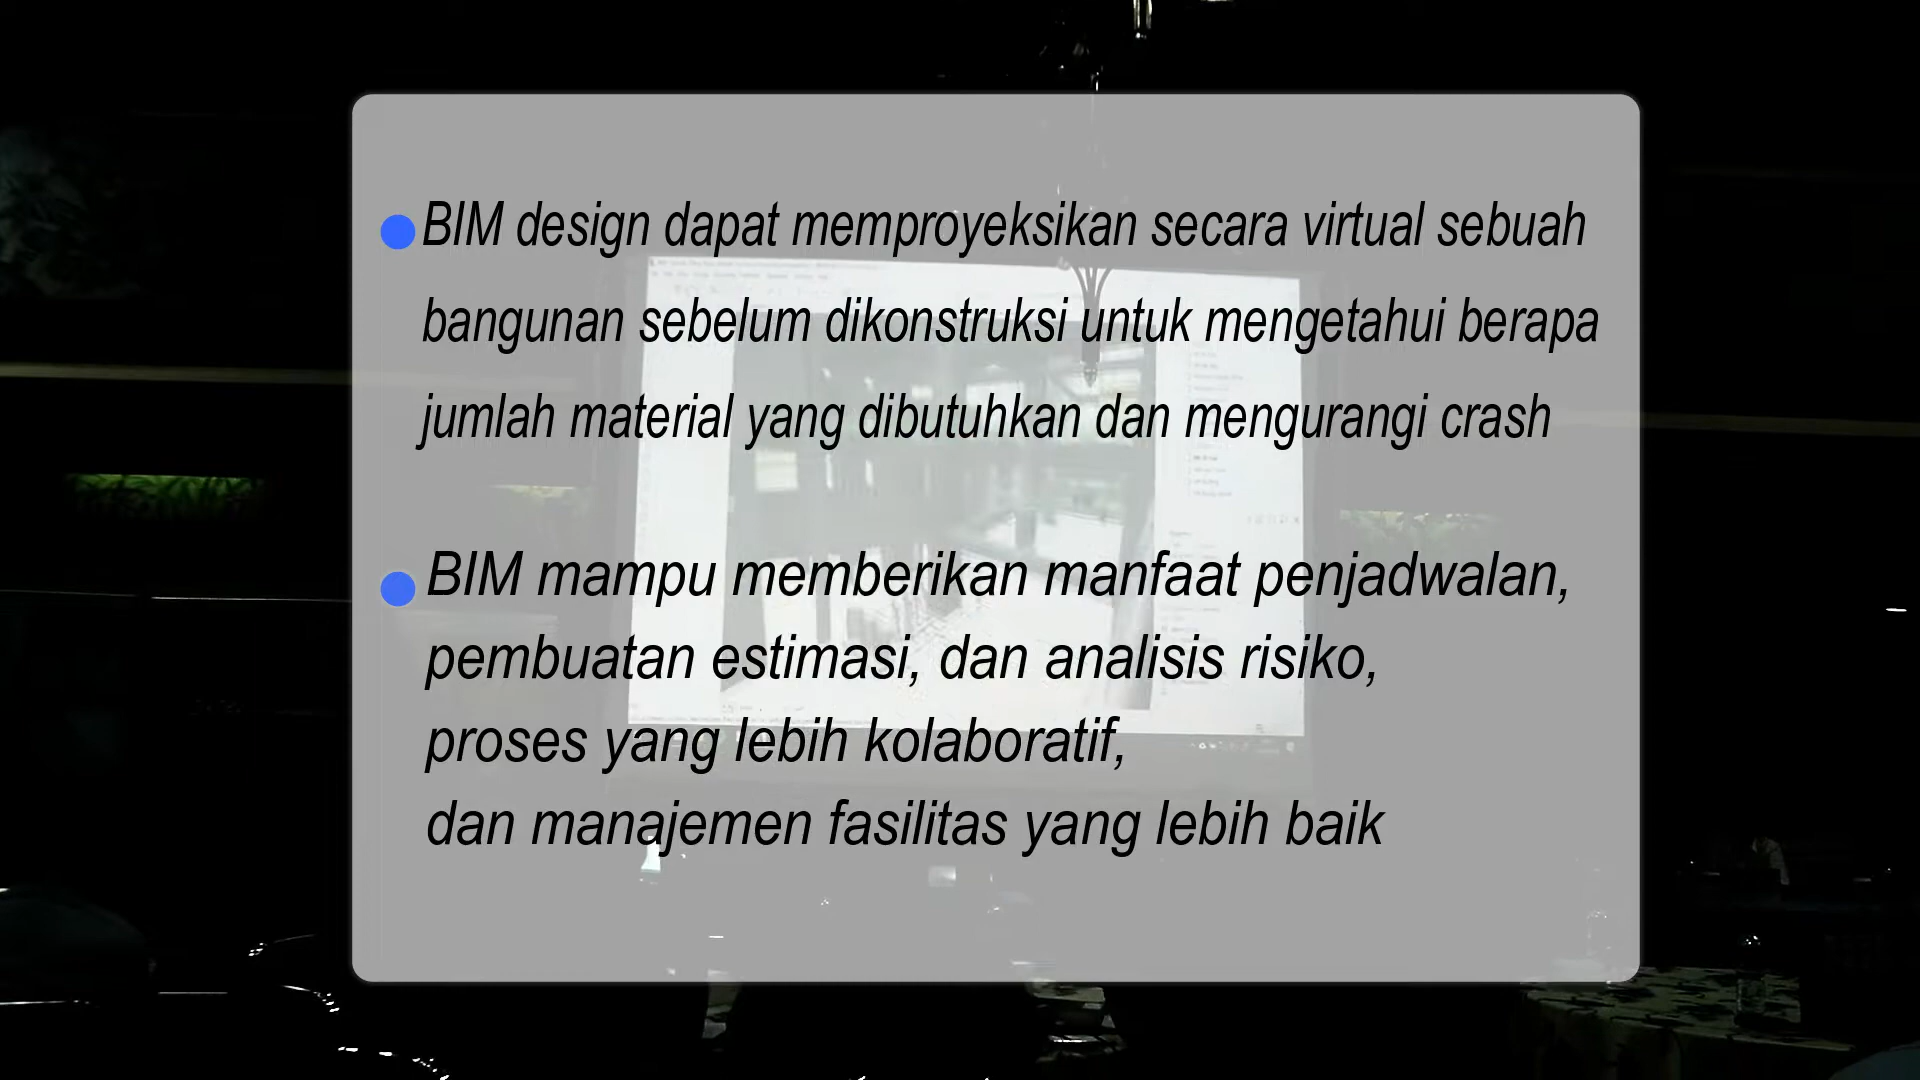 BIM design dapat memproyeksikan secara virtual sebuah
bangunan sebelum dikonstruksi untuk mengetahui berapa
jumlah material yang dibutuhkan dan mengurangi crash
BIM mampu memberikan manfaat penjadwalan,
pembuatan estimasi, dan analisis risiko,
proses yang lebih kolaboratif,
dan manajemen fasilitas yang lebih baik